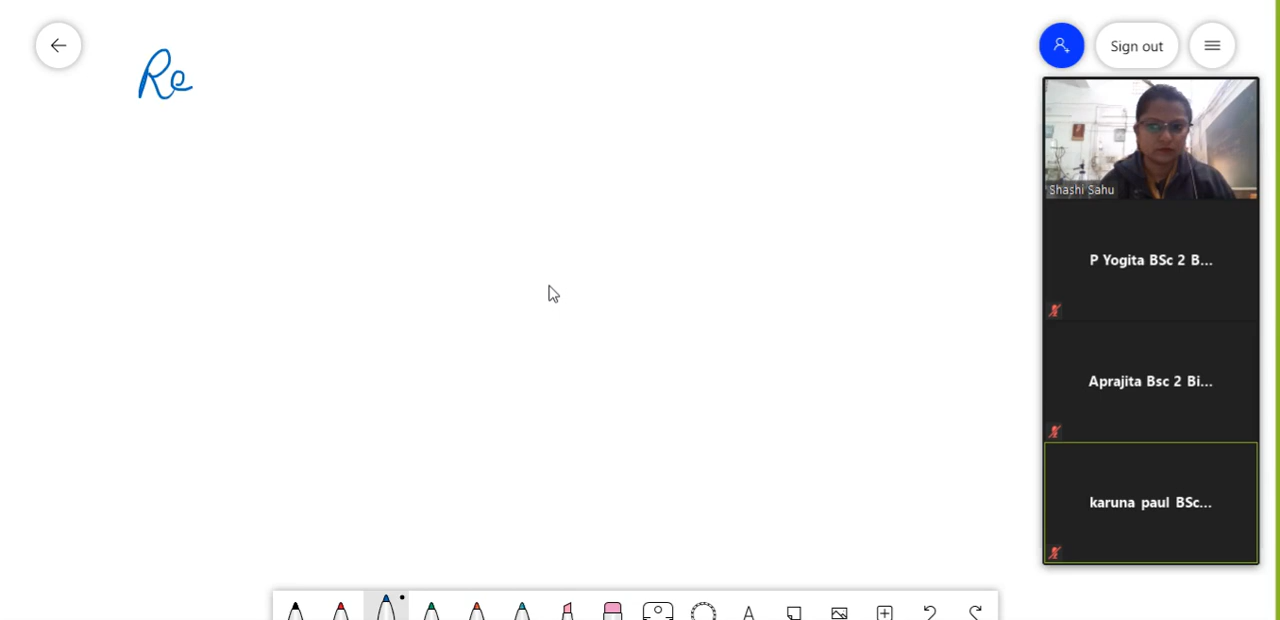 Re
Sign out
Shashi Sahu
P Yogita BSc 2 B...
Aprajita Bsc 2 Bi...
karuna paul BSc...
A